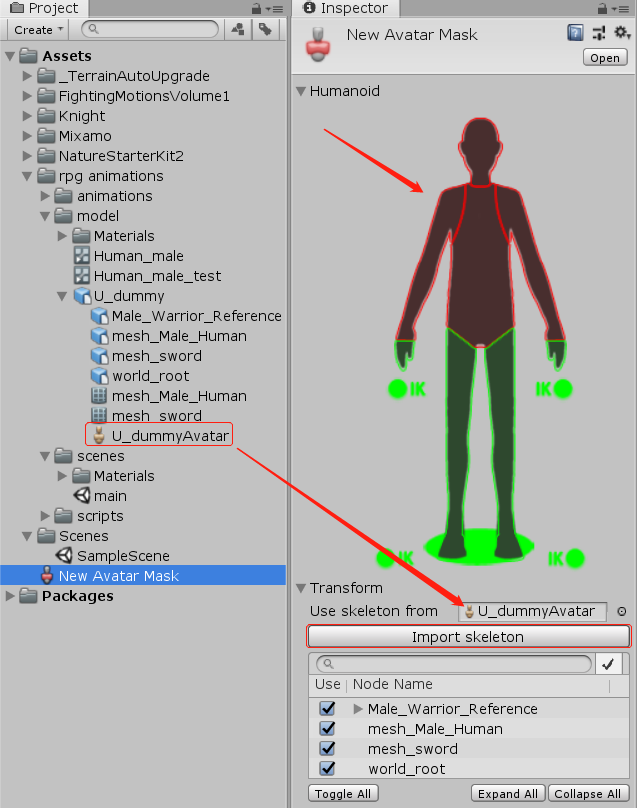 Project
Create
Assets
_TerrainAutoUpgrade
FightingMotionsVolume1
Knight
Mixamo
NatureStarterKit2
rpg animations
animations
model
Materials
Human_male
Human_male_test
U_dummy
Male_Warrior_Reference
mesh_Male_Human
mesh_sword
world_root
mesh_Male_Human
mesh_sword
U_dummyAvatar
scenes
Materials
main
scripts
Scenes
SampleScene
New Avatar Mask
Packages
Inspector
New Avatar Mask
Open
Humanoid
IK IK
IK IK
Transform
Use skeleton from U_dummyAvatar
Import skeleton
Use Node Name
Male_Warrior_Reference
mesh_Male_Human
mesh_sword
world_root
Toggle All Expand All Collapse All